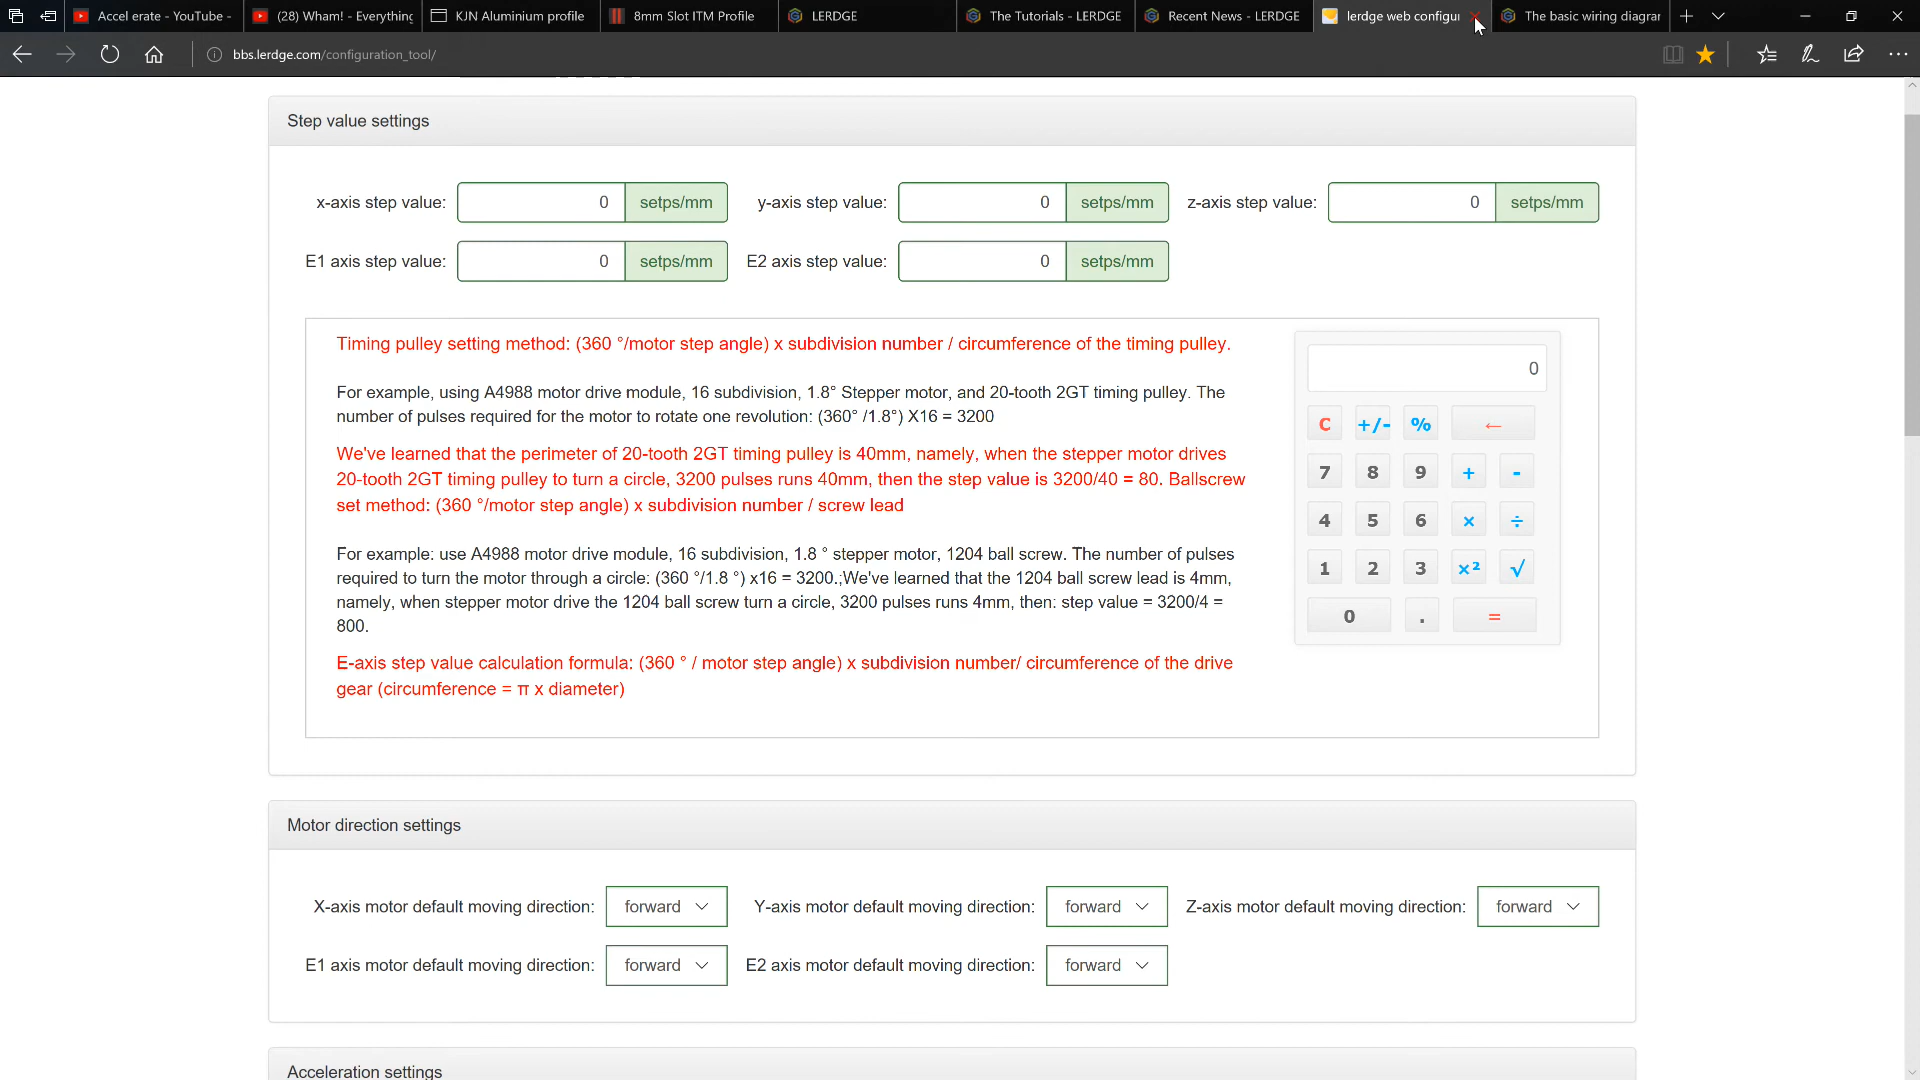 Accel erate - YouTube -
(28) Wham! - Everything
KJN Aluminium profile
8mm Slot ITM Profile
LERDGE
The Tutorials - LERDGE
Recent News - LERDGE
lerdge web configu
The basic wiring diagrar
bbs.lerdge.com/configuration_tool/
Step value settings
x-axis step value: 0 setps/mm
y-axis step value: 0 setps/mm
z-axis step value: 0 setps/mm
E1 axis step value: 0 setps/mm
E2 axis step value: 0 setps/mm
Timing pulley setting method: (360 °/motor step angle) x subdivision number / circumference of the timing pulley.
For example, using A4988 motor drive module, 16 subdivision, 1.8° Stepper motor, and 20-tooth 2GT timing pulley. The
number of pulses required for the motor to rotate one revolution: (360° /1.8°) X16 = 3200
We've learned that the perimeter of 20-tooth 2GT timing pulley is 40mm, namely, when the stepper motor drives
20-tooth 2GT timing pulley to turn a circle, 3200 pulses runs 40mm, then the step value is 3200/40 = 80. Ballscrew
set method: (360 °/motor step angle) x subdivision number / screw lead
For example: use A4988 motor drive module, 16 subdivision, 1.8 ° stepper motor, 1204 ball screw. The number of pulses
required to turn the motor through a circle: (360 °/1.8 °) x16 = 3200.;We've learned that the 1204 ball screw lead is 4mm,
namely, when stepper motor drive the 1204 ball screw turn a circle, 3200 pulses runs 4mm, then: step value = 3200/4 =
800.
E-axis step value calculation formula: (360 ° / motor step angle) x subdivision number/ circumference of the drive
gear (circumference = π x diameter)
0
C +/- % ←
7 8 9 + -
4 5 6 × ÷
1 2 3 x² √
0 . =
Motor direction settings
X-axis motor default moving direction: forward
Y-axis motor default moving direction: forward
Z-axis motor default moving direction: forward
E1 axis motor default moving direction: forward
E2 axis motor default moving direction: forward
Acceleration settings